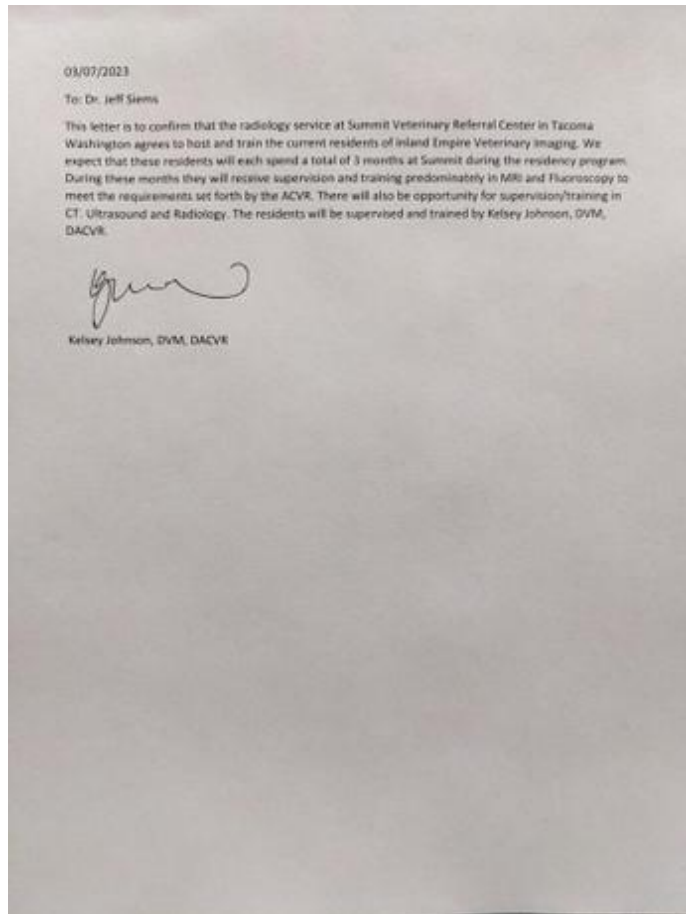 03/07/2023
To: Dr. Jeff Siems
This letter is to confirm that the radiology service at Summit Veterinary Referral Center in Tacoma
Washington agrees to host and train the current residents of Inland Empire Veterinary Imaging. We
expect that these residents will each spend a total of 3 months at Summit during the residency program.
During these months they will receive supervision and training predominately in MRI and Fluoroscopy to
meet the requirements set forth by the ACVR. There will also be opportunity for supervision/training in
CT, Ultrasound and Radiology. The residents will be supervised and trained by Kelsey Johnson, DVM,
DACVR.
Kelsey Johnson, DVM, DACVR